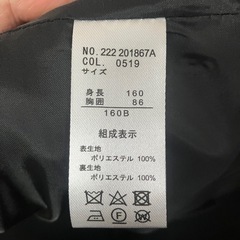 NO. 222 201867A
COL. 0519
サイズ
身長 160
胸囲 86
160B
組成表示
表生地
ポリエステル 100%
裏生地
ポリエステル 100%